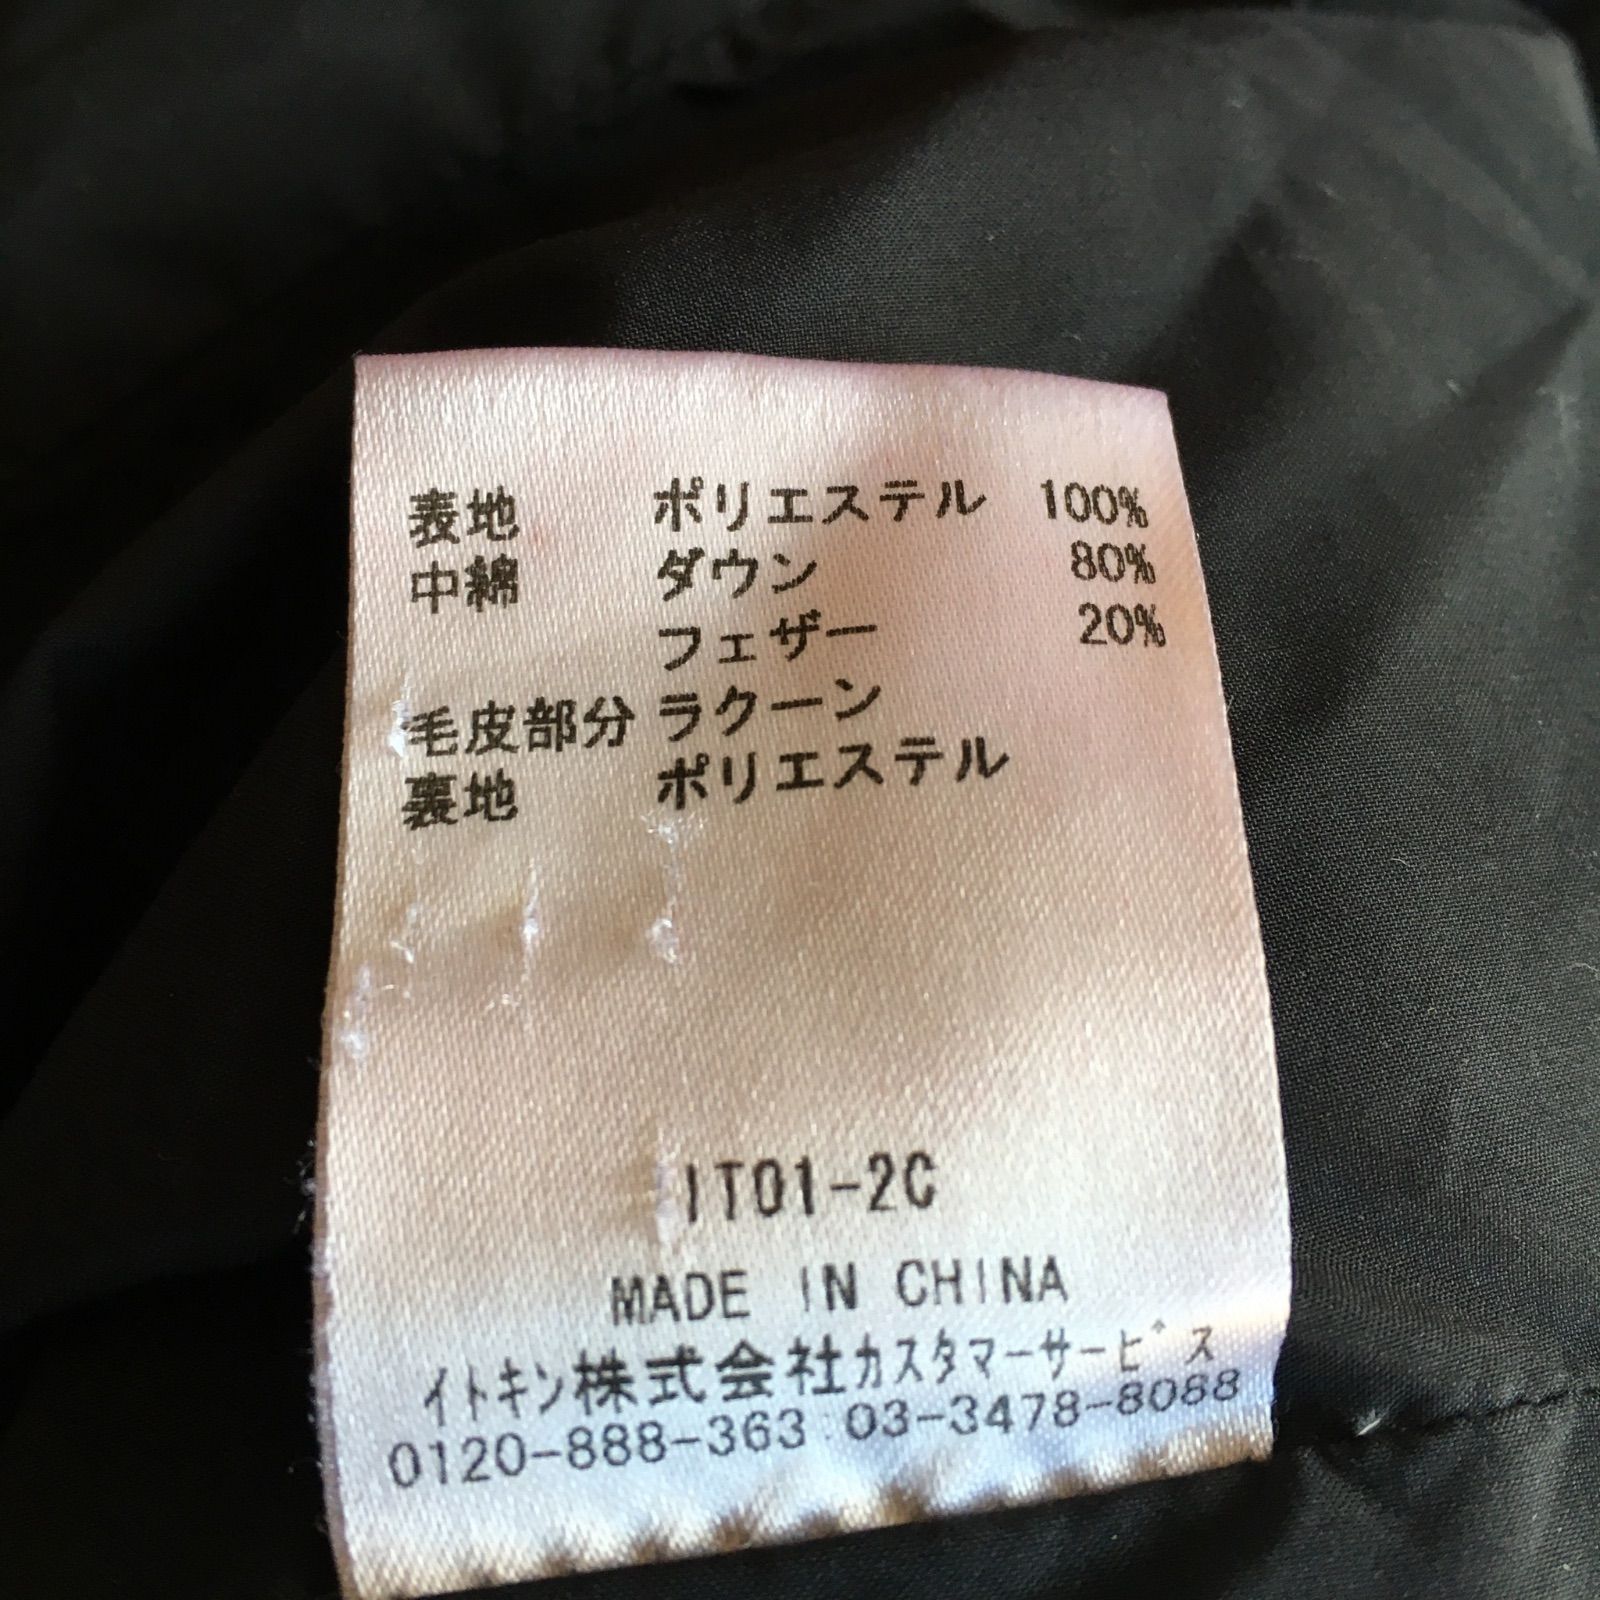 表地 ポリエステル 100%
中綿 ダウン 80%
フェザー 20%
毛皮部分 ラクーン
裏地 ポリエステル
IT01-2C
MADE IN CHINA
イトキン株式会社カスタマーサービス
0120-888-363 03-3478-8088